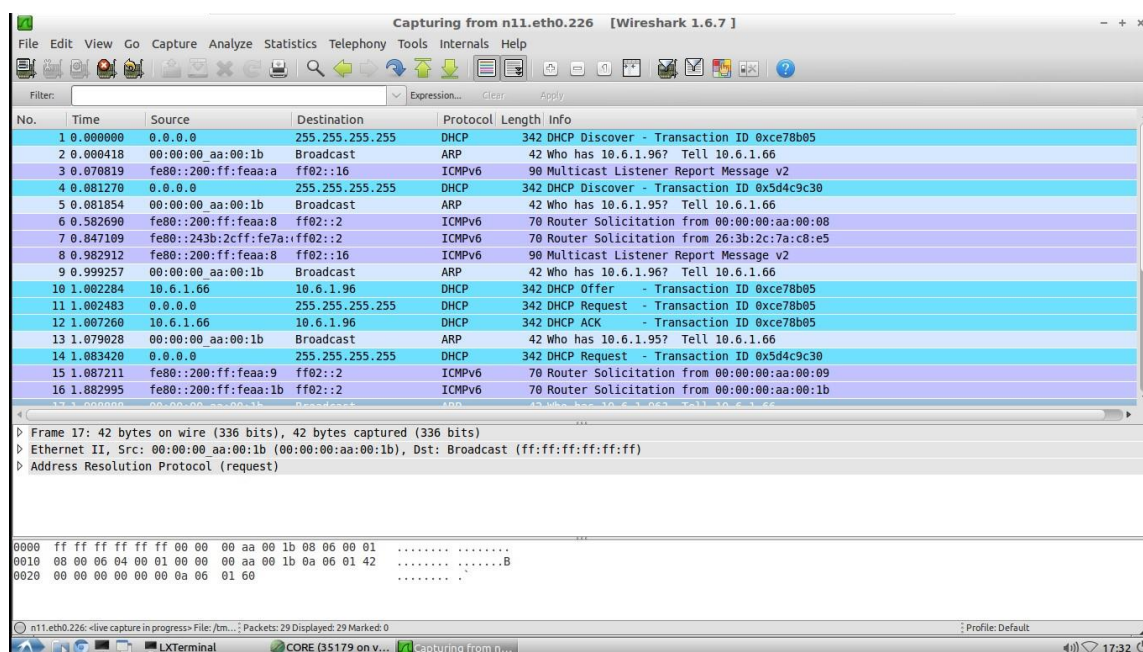 Capturing from n11.eth0.226 [Wireshark 1.6.7 ]
File Edit View Go Capture Analyze Statistics Telephony Tools Internals Help
Filter: Expression... Clear Apply
No. Time Source Destination Protocol Length Info
1 0.000000 0.0.0.0 255.255.255.255 DHCP 342 DHCP Discover - Transaction ID 0xce78b05
2 0.000418 00:00:00_aa:00:1b Broadcast ARP 42 Who has 10.6.1.96? Tell 10.6.1.66
3 0.070819 fe80::200:ff:feaa:a ff02::16 ICMPv6 90 Multicast Listener Report Message v2
4 0.081270 0.0.0.0 255.255.255.255 DHCP 342 DHCP Discover - Transaction ID 0x5d4c9c30
5 0.081854 00:00:00_aa:00:1b Broadcast ARP 42 Who has 10.6.1.95? Tell 10.6.1.66
6 0.582690 fe80::200:ff:feaa:8 ff02::2 ICMPv6 70 Router Solicitation from 00:00:00:aa:00:08
7 0.847109 fe80::243b:2cff:fe7a: ff02::2 ICMPv6 70 Router Solicitation from 26:3b:2c:7a:c8:e5
8 0.982912 fe80::200:ff:feaa:8 ff02::16 ICMPv6 90 Multicast Listener Report Message v2
9 0.999257 00:00:00_aa:00:1b Broadcast ARP 42 Who has 10.6.1.96? Tell 10.6.1.66
10 1.002284 10.6.1.66 10.6.1.96 DHCP 342 DHCP Offer - Transaction ID 0xce78b05
11 1.002483 0.0.0.0 255.255.255.255 DHCP 342 DHCP Request - Transaction ID 0xce78b05
12 1.007260 10.6.1.66 10.6.1.96 DHCP 342 DHCP ACK - Transaction ID 0xce78b05
13 1.079028 00:00:00_aa:00:1b Broadcast ARP 42 Who has 10.6.1.95? Tell 10.6.1.66
14 1.083420 0.0.0.0 255.255.255.255 DHCP 342 DHCP Request - Transaction ID 0x5d4c9c30
15 1.087211 fe80::200:ff:feaa:9 ff02::2 ICMPv6 70 Router Solicitation from 00:00:00:aa:00:09
16 1.882995 fe80::200:ff:feaa:1b ff02::2 ICMPv6 70 Router Solicitation from 00:00:00:aa:00:1b
Frame 17: 42 bytes on wire (336 bits), 42 bytes captured (336 bits)
Ethernet II, Src: 00:00:00_aa:00:1b (00:00:00:aa:00:1b), Dst: Broadcast (ff:ff:ff:ff:ff:ff)
Address Resolution Protocol (request)
0000 ff ff ff ff ff ff 00 00 00 aa 00 1b 08 06 00 01 ........ ........
0010 08 00 06 04 00 01 00 00 00 aa 00 1b 0a 06 01 42 ........ .......B
0020 00 00 00 00 00 00 0a 06 01 60 ........ .`
n11.eth0.226: <live capture in progress> File: /tm... Packets: 29 Displayed: 29 Marked: 0 Profile: Default
LXTerminal CORE (35179 on v... Capturing from n... 17:32